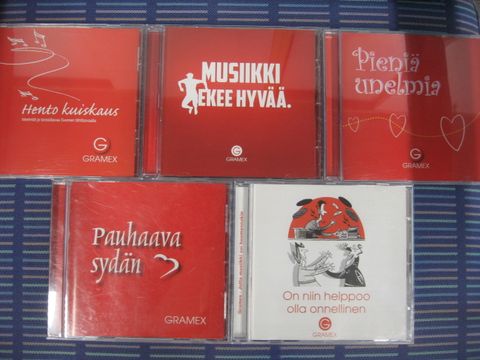 Hento kuiskaus
G
GRAMEX
MUSIIKKI
TEKEE HYVÄÄ.
G
GRAMEX
Pieniä
unelmia
G
GRAMEX
Pauhaava
sydän
GRAMEX
On niin helppoo
olla onnellinen
G
GRAMEX